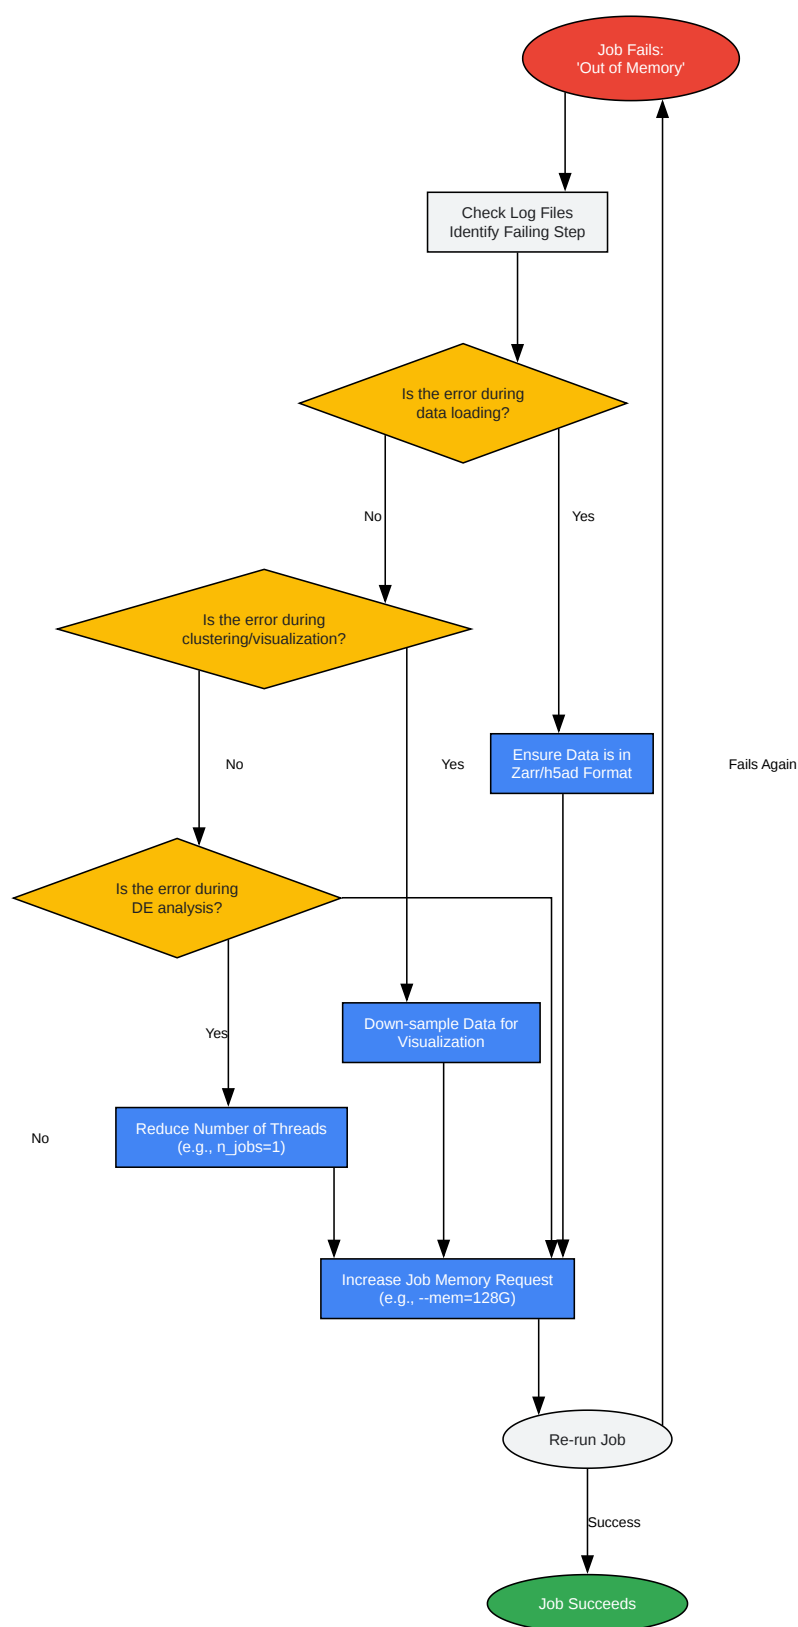 Job Fails:
'Out of Memory'
Check Log Files
Identify Failing Step
Is the error during
data loading?
No
Yes
Is the error during
clustering/visualization?
No
Yes
Ensure Data is in
Zarr/h5ad Format
Fails Again
Is the error during
DE analysis?
Down-sample Data for
Visualization
Yes
Reduce Number of Threads
(e.g., n_jobs=1)
No
Increase Job Memory Request
(e.g., --mem=128G)
Re-run Job
Success
Job Succeeds